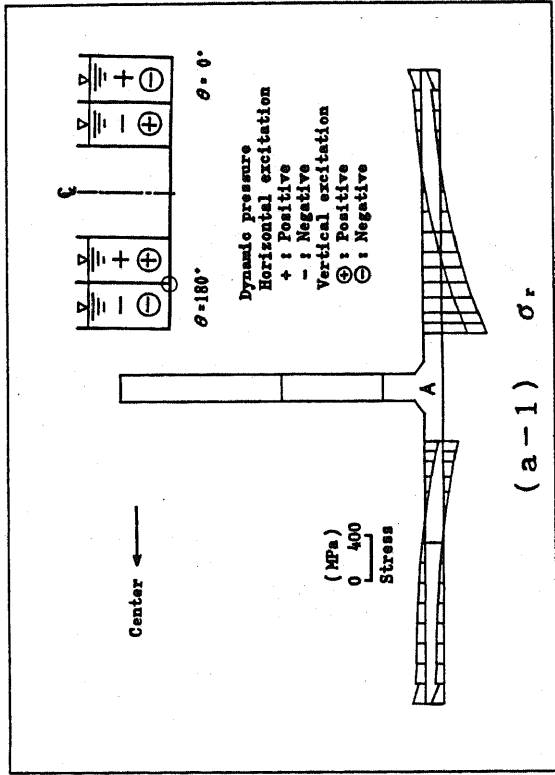 ℄
+ − + −
⊖ ⊕ ⊕ ⊖
θ=180° θ= 0°
Center
Dynamic pressure
Horizontal excitation
+ : Positive
− : Negative
Vertical excitation
⊕ : Positive
⊖ : Negative
(MPa)
0 400
Stress
A
(a−1) σr